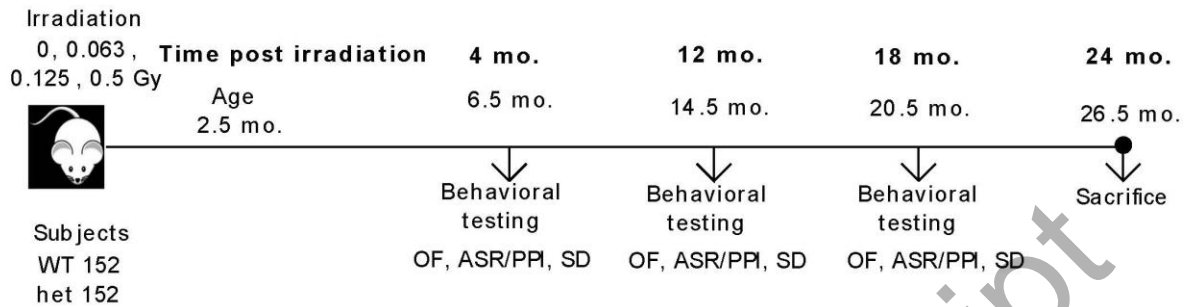 Irradiation
0, 0.063 ,
0.125 , 0.5 Gy
Time post irradiation 4 mo. 12 mo. 18 mo. 24 mo.
Age
2.5 mo. 6.5 mo. 14.5 mo. 20.5 mo. 26.5 mo.
Behavioral Behavioral Behavioral Sacrifice
testing testing testing
Subjects OF, ASR/PPI, SD OF, ASR/PPI, SD OF, ASR/PPI, SD
WT 152
het 152